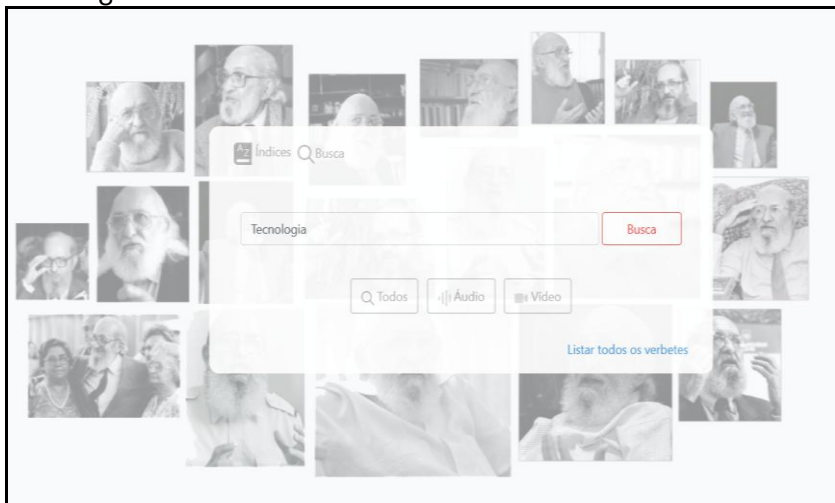 Índices Busca
Tecnologia
Busca
Todos Áudio Vídeo
Listar todos os verbetes